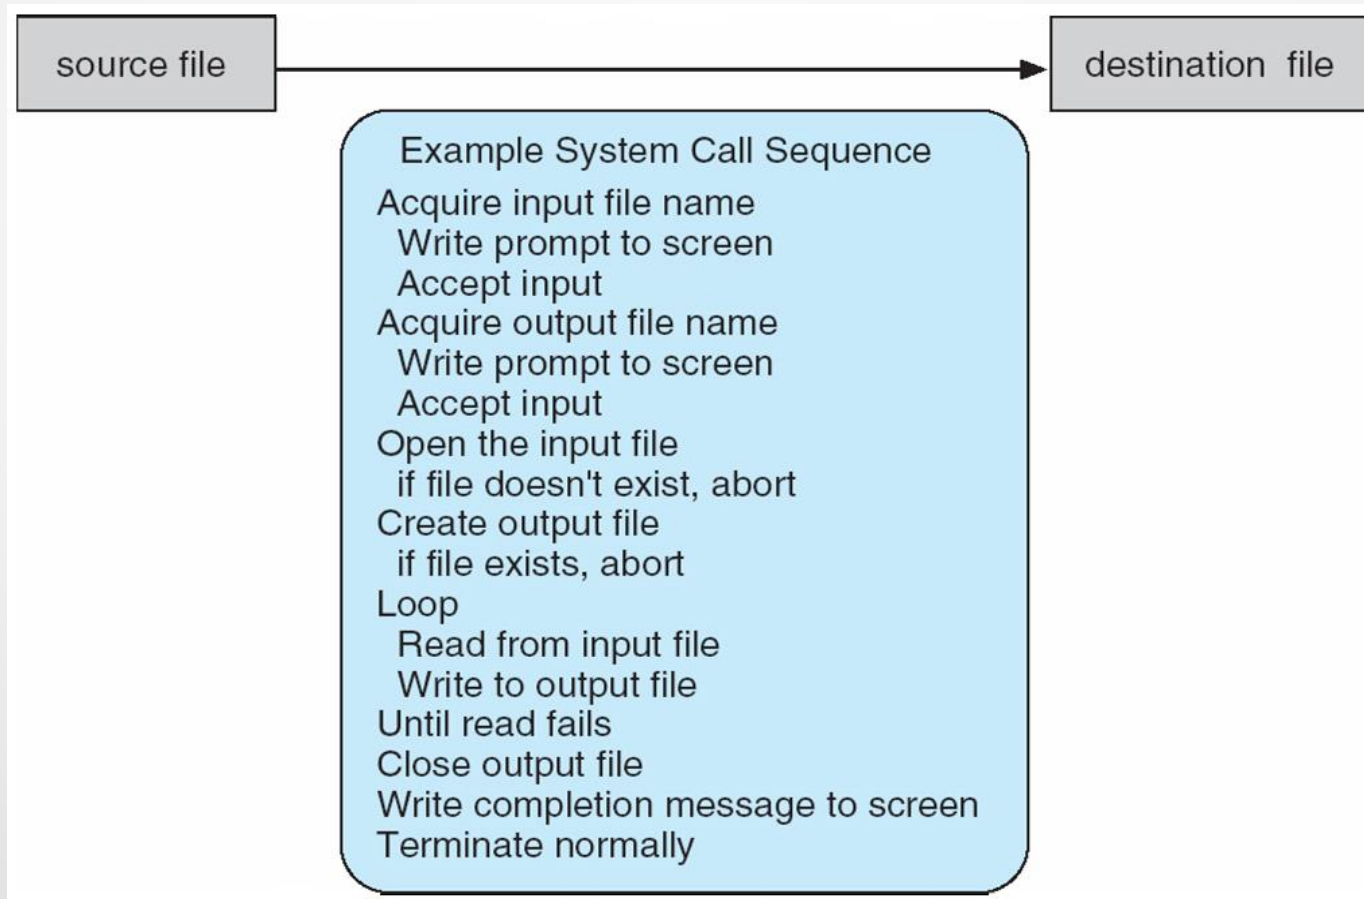 source file
destination file
Example System Call Sequence
Acquire input file name
Write prompt to screen
Accept input
Acquire output file name
Write prompt to screen
Accept input
Open the input file
if file doesn't exist, abort
Create output file
if file exists, abort
Loop
Read from input file
Write to output file
Until read fails
Close output file
Write completion message to screen
Terminate normally